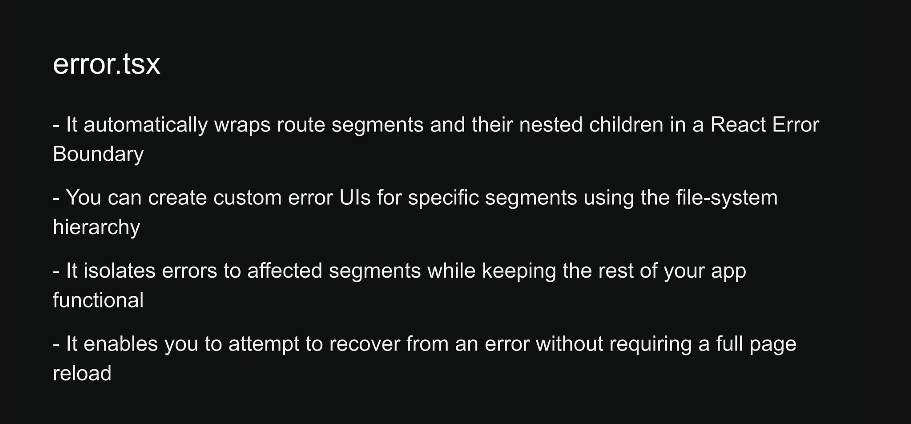 error.tsx
- It automatically wraps route segments and their nested children in a React Error
Boundary
- You can create custom error UIs for specific segments using the file-system
hierarchy
- It isolates errors to affected segments while keeping the rest of your app
functional
- It enables you to attempt to recover from an error without requiring a full page
reload